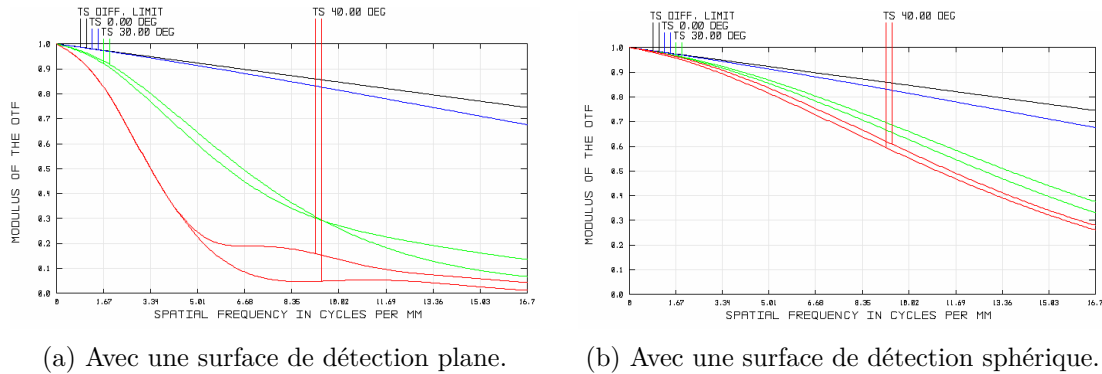 TS DIFF. LIMIT
TS 0.00 DEG
TS 30.00 DEG
TS 40.00 DEG
MODULUS OF THE OTF
1.0
0.9
0.8
0.7
0.6
0.5
0.4
0.3
0.2
0.1
0.0
0 1.67 3.34 5.01 6.68 8.35 10.02 11.69 13.36 15.03 16.7
SPATIAL FREQUENCY IN CYCLES PER MM
(a) Avec une surface de détection plane.
TS DIFF. LIMIT
TS 0.00 DEG
TS 30.00 DEG
TS 40.00 DEG
MODULUS OF THE OTF
1.0
0.9
0.8
0.7
0.6
0.5
0.4
0.3
0.2
0.1
0.0
0 1.67 3.34 5.01 6.68 8.35 10.02 11.69 13.36 15.03 16.7
SPATIAL FREQUENCY IN CYCLES PER MM
(b) Avec une surface de détection sphérique.